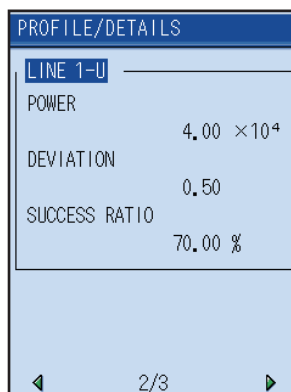 PROFILE/DETAILS
LINE 1-U
POWER
4.00 ×10⁴
DEVIATION
0.50
SUCCESS RATIO
70.00 %
2/3